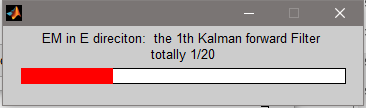 EM in E direciton:  the 1th Kalman forward Filter
totally 1/20